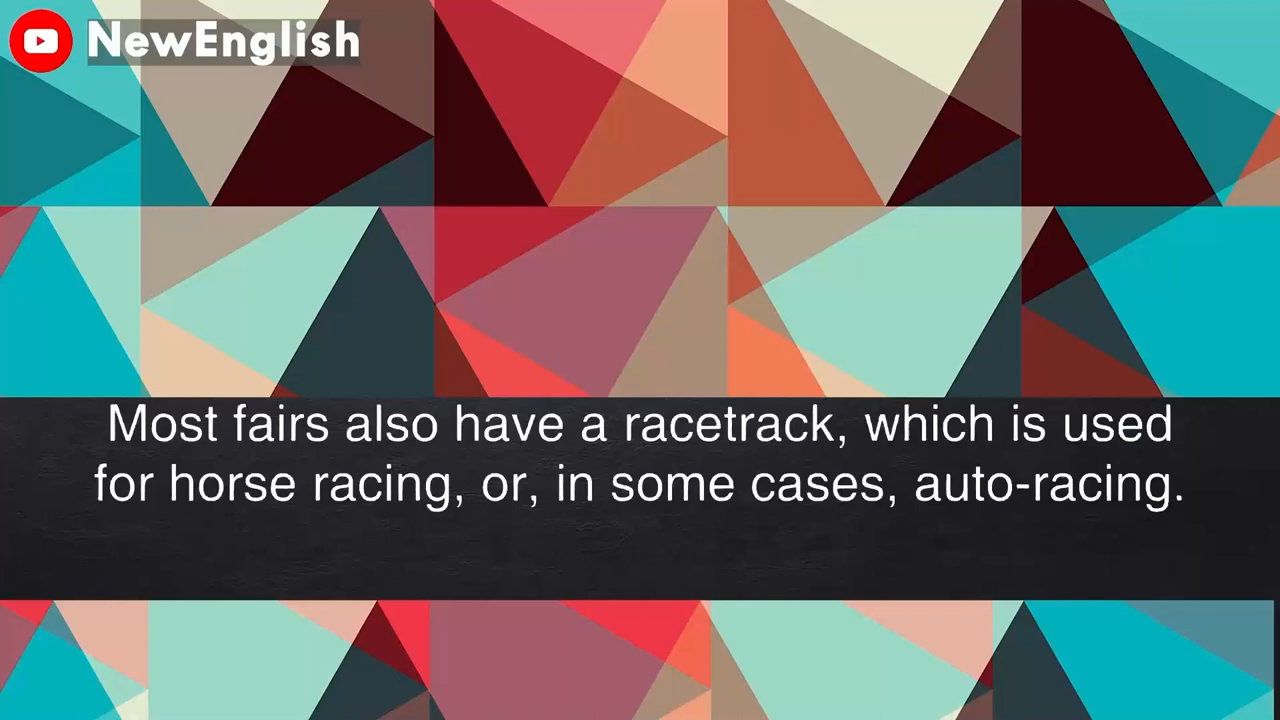 NewEnglish
Most fairs also have a racetrack, which is used
for horse racing, or, in some cases, auto-racing.